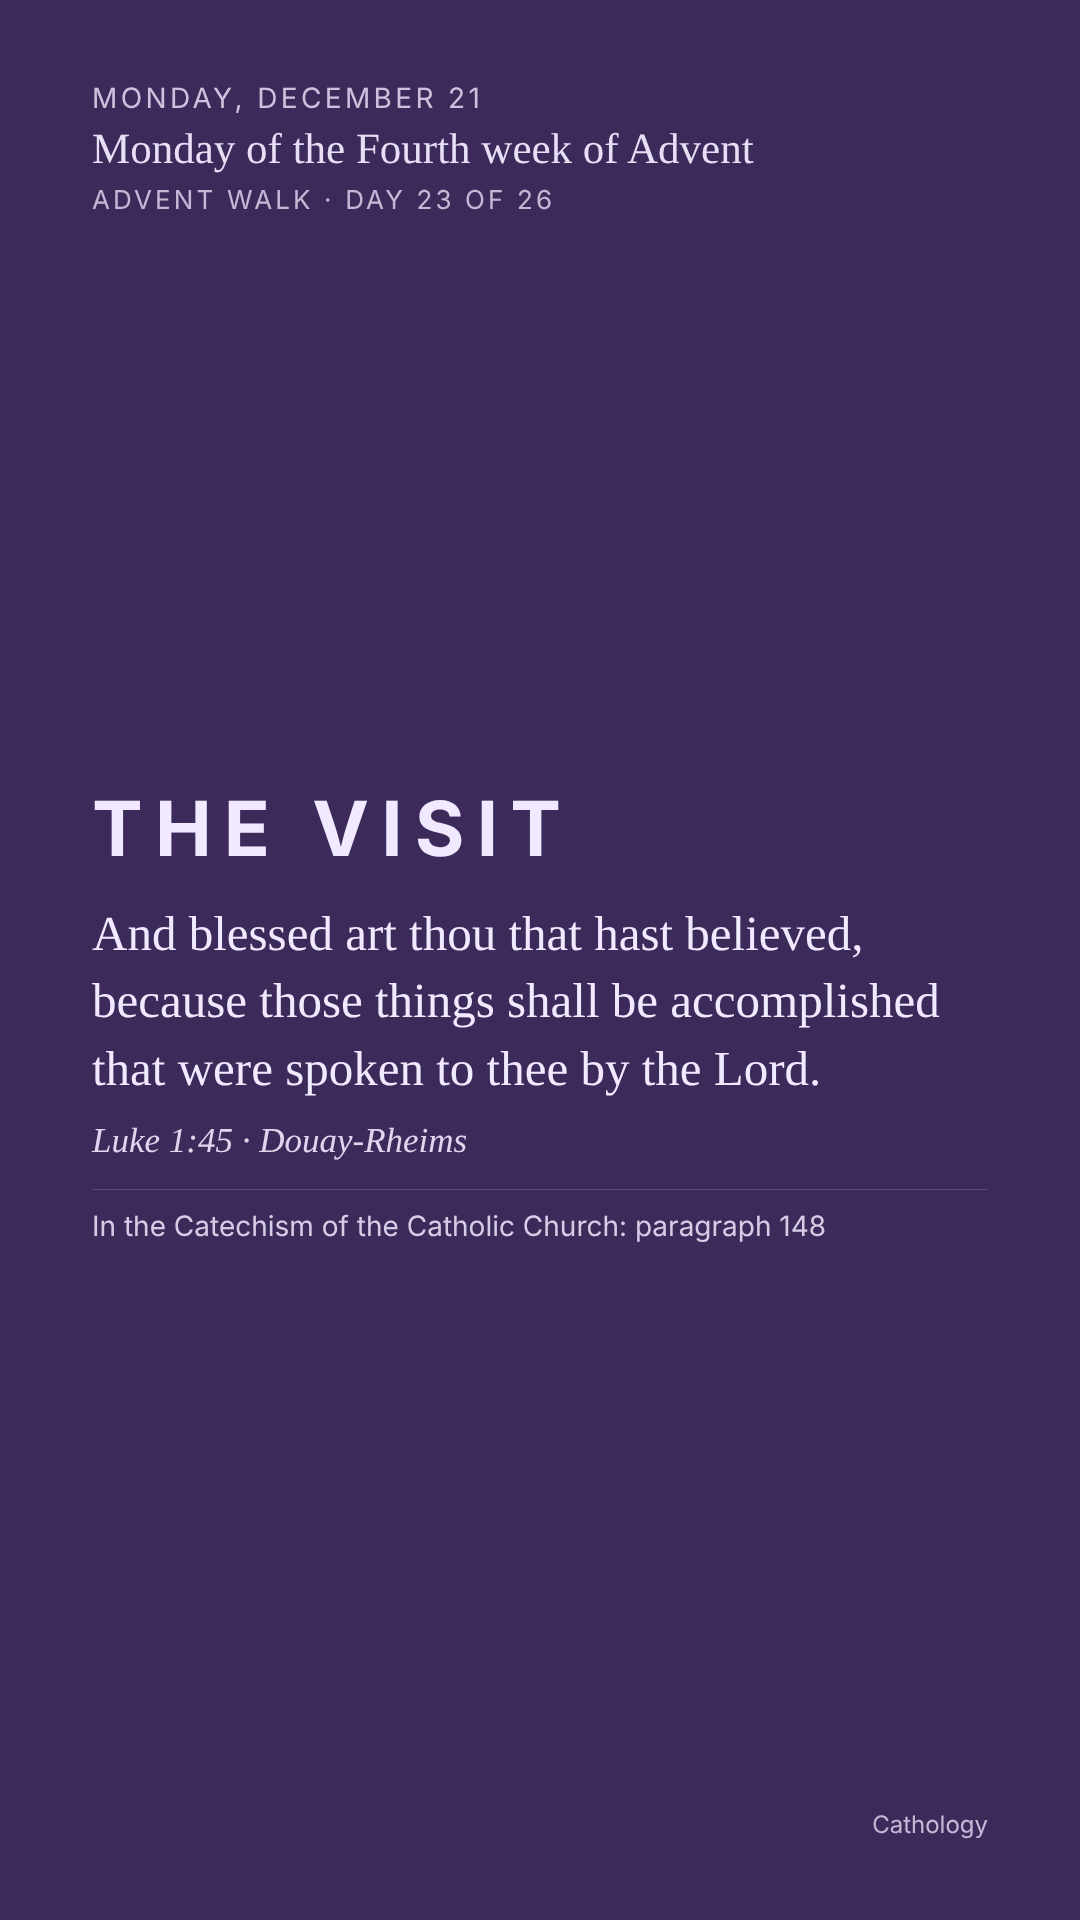 MONDAY, DECEMBER 21
Monday of the Fourth week of Advent
ADVENT WALK · DAY 23 OF 26
THE VISIT
And blessed art thou that hast believed,
because those things shall be accomplished
that were spoken to thee by the Lord.
Luke 1:45 · Douay-Rheims
In the Catechism of the Catholic Church: paragraph 148
Cathology